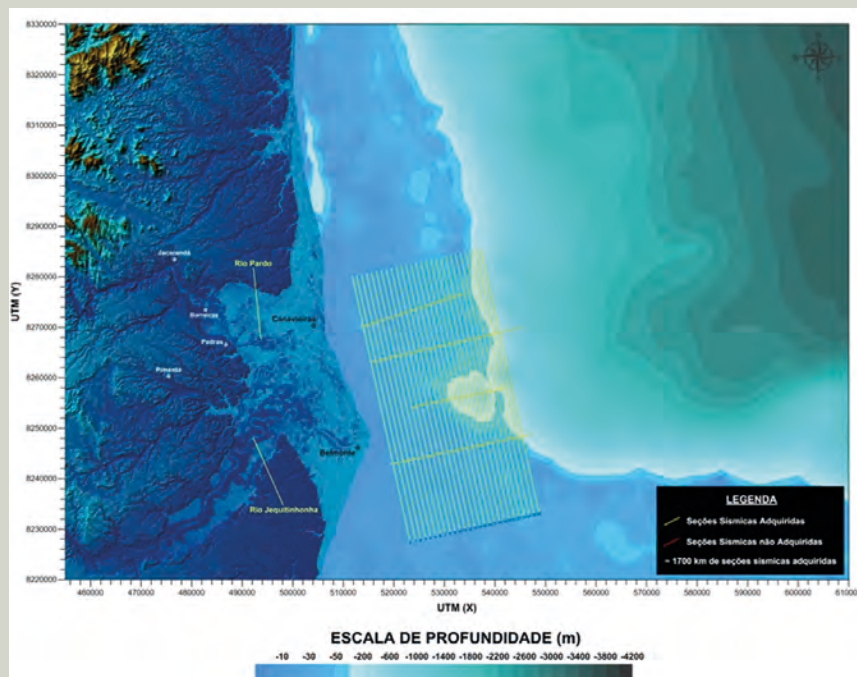 UTM (Y)
8330000
8320000
8310000
8300000
8290000
8280000
8270000
8260000
8250000
8240000
8230000
8220000
Rio Pardo
Canavieiras
Pedras
Pimenta
Belmonte
Rio Jequitinhonha
LEGENDA
Seções Sísmicas Adquiridas
Seções Sísmicas não Adquiridas
≈ 1700 km de seções sísmicas adquiridas
460000 470000 480000 490000 500000 510000 520000 530000 540000 550000 560000 570000 580000 590000 600000 61000
UTM (X)
ESCALA DE PROFUNDIDADE (m)
-10 -30 -50 -200 -600 -1000 -1400 -1800 -2200 -2600 -3000 -3400 -3800 -4200